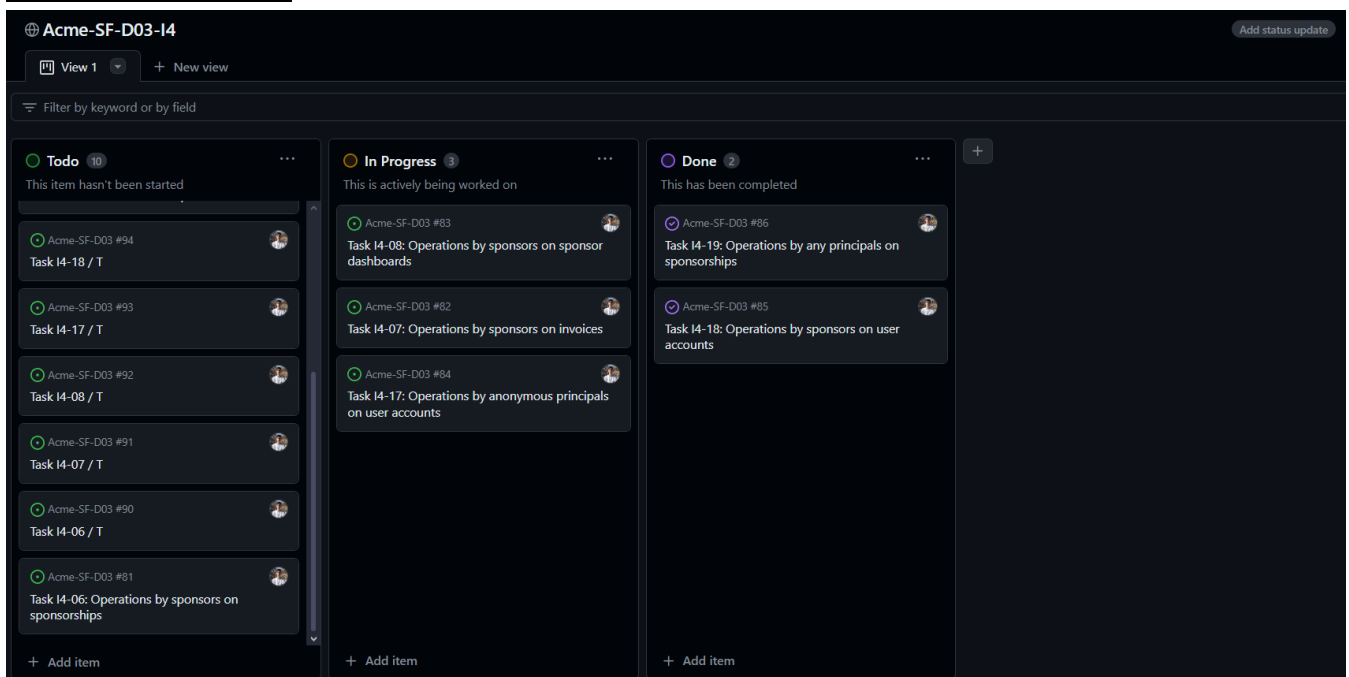 Acme-SF-D03-I4
Add status update
View 1
+ New view
Filter by keyword or by field
Todo 10
This item hasn't been started
Acme-SF-D03 #94
Task I4-18 / T
Acme-SF-D03 #93
Task I4-17 / T
Acme-SF-D03 #92
Task I4-08 / T
Acme-SF-D03 #91
Task I4-07 / T
Acme-SF-D03 #90
Task I4-06 / T
Acme-SF-D03 #81
Task I4-06: Operations by sponsors on
sponsorships
+ Add item
In Progress 3
This is actively being worked on
Acme-SF-D03 #83
Task I4-08: Operations by sponsors on sponsor
dashboards
Acme-SF-D03 #82
Task I4-07: Operations by sponsors on invoices
Acme-SF-D03 #84
Task I4-17: Operations by anonymous principals
on user accounts
+ Add item
Done 2
This has been completed
Acme-SF-D03 #86
Task I4-19: Operations by any principals on
sponsorships
Acme-SF-D03 #85
Task I4-18: Operations by sponsors on user
accounts
+ Add item
+